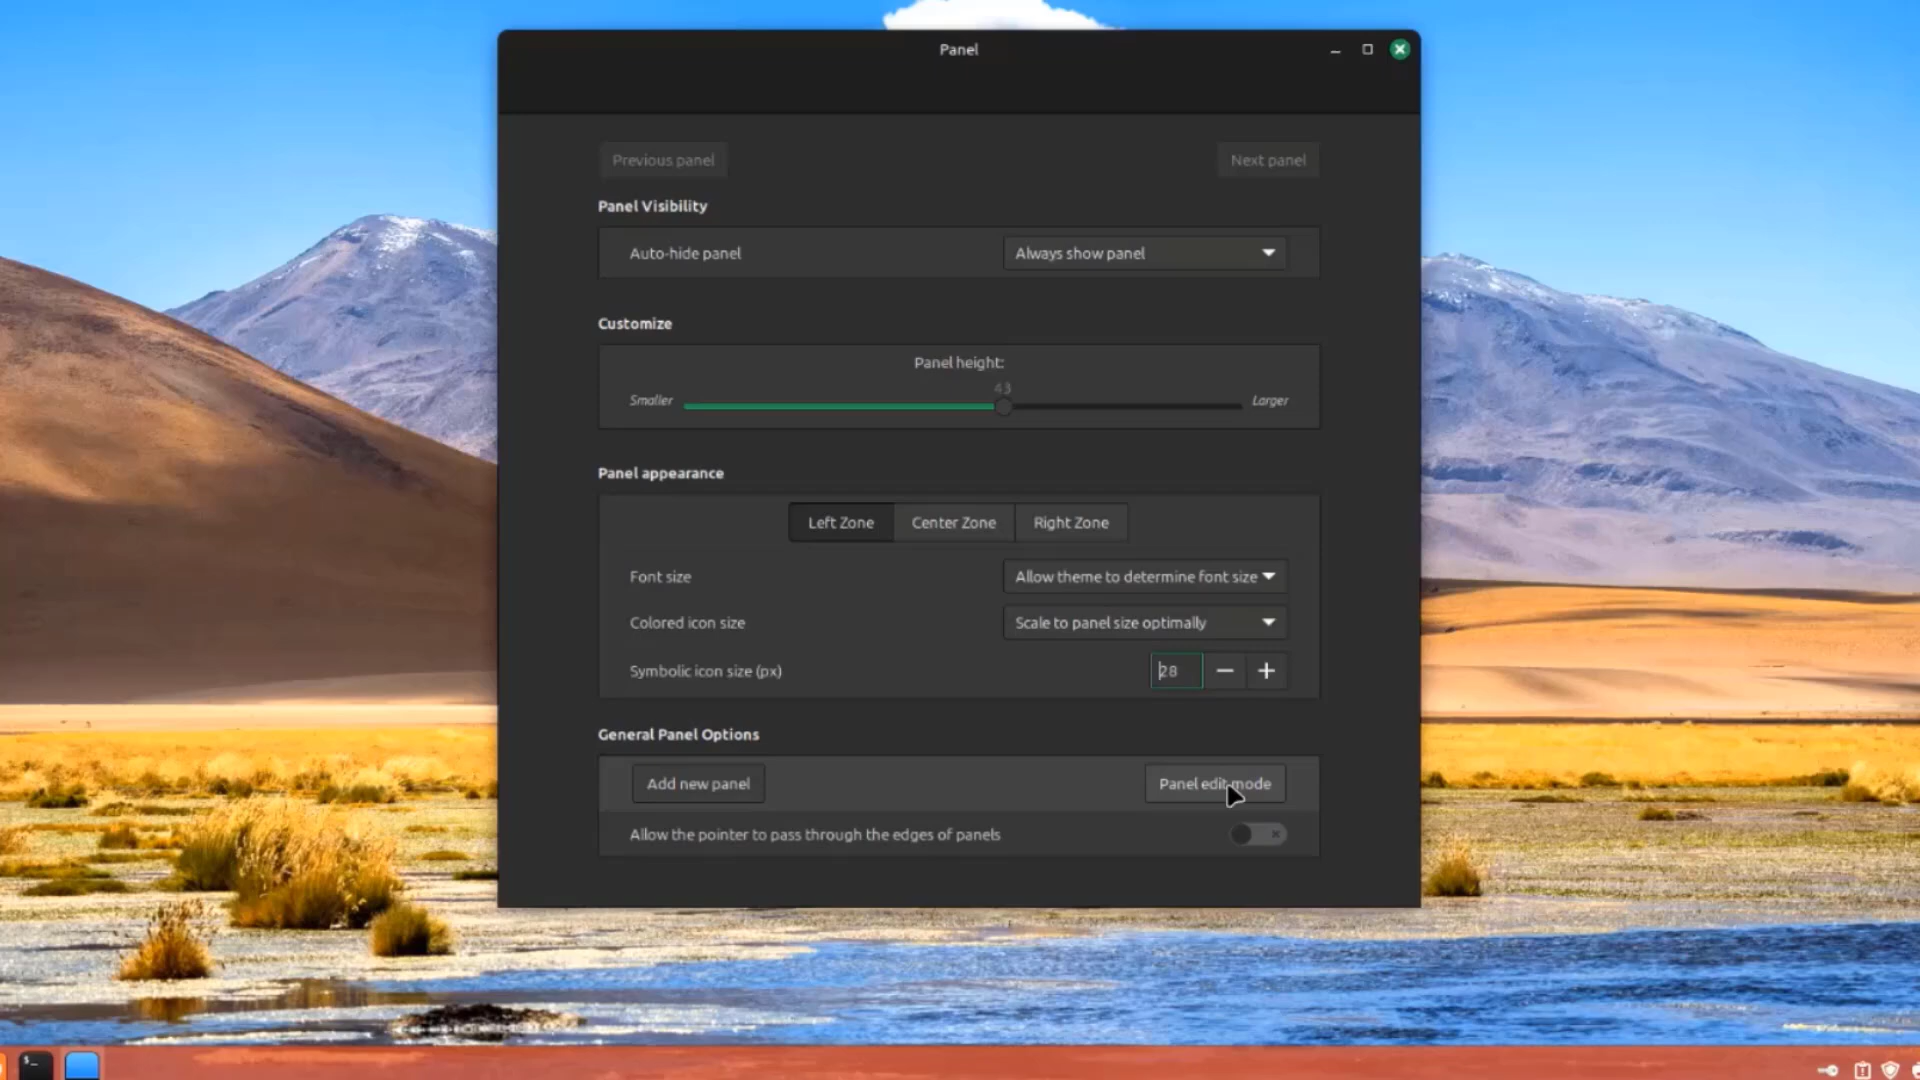 Panel
Previous panel
Next panel
Panel Visibility
Auto-hide panel
Always show panel
Customize
Panel height:
43
Smaller
Larger
Panel appearance
Left Zone
Center Zone
Right Zone
Font size
Allow theme to determine font size
Colored icon size
Scale to panel size optimally
Symbolic icon size (px)
28
General Panel Options
Add new panel
Panel edit mode
Allow the pointer to pass through the edges of panels
$_